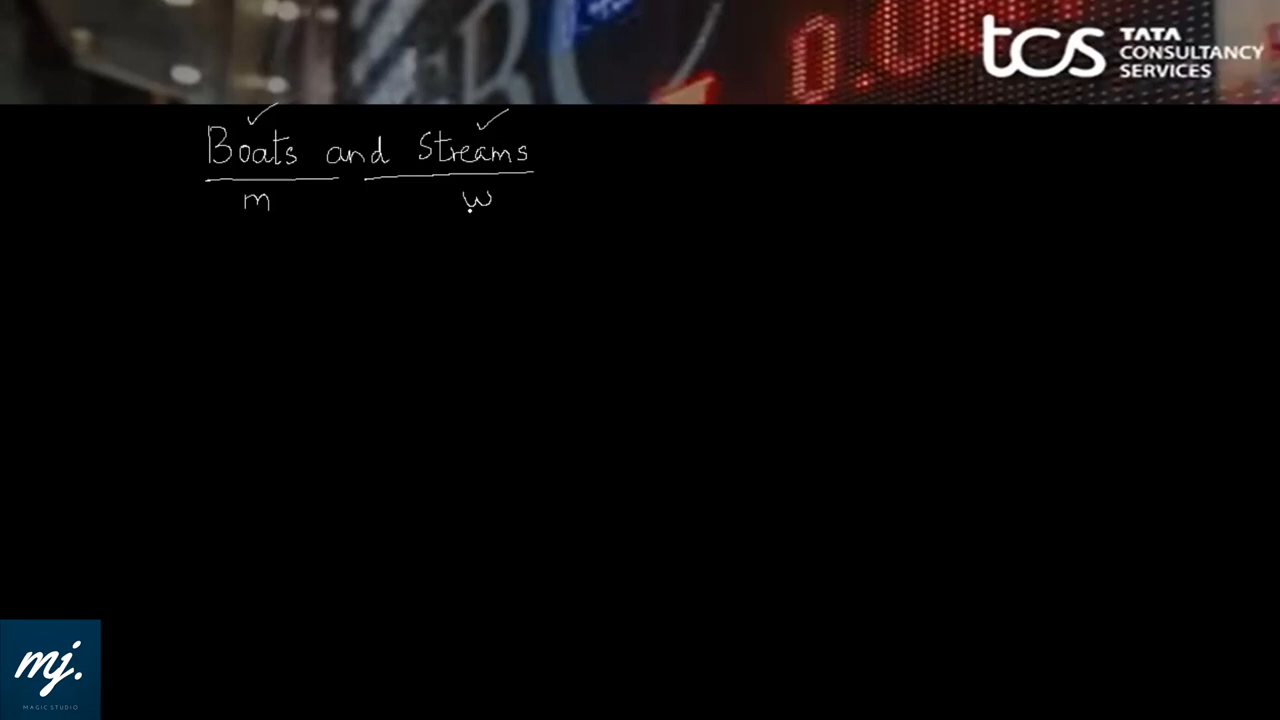 tcs TATA
CONSULTANCY
SERVICES
Boats and Streams
m w
mj.
MAGIC STUDIO